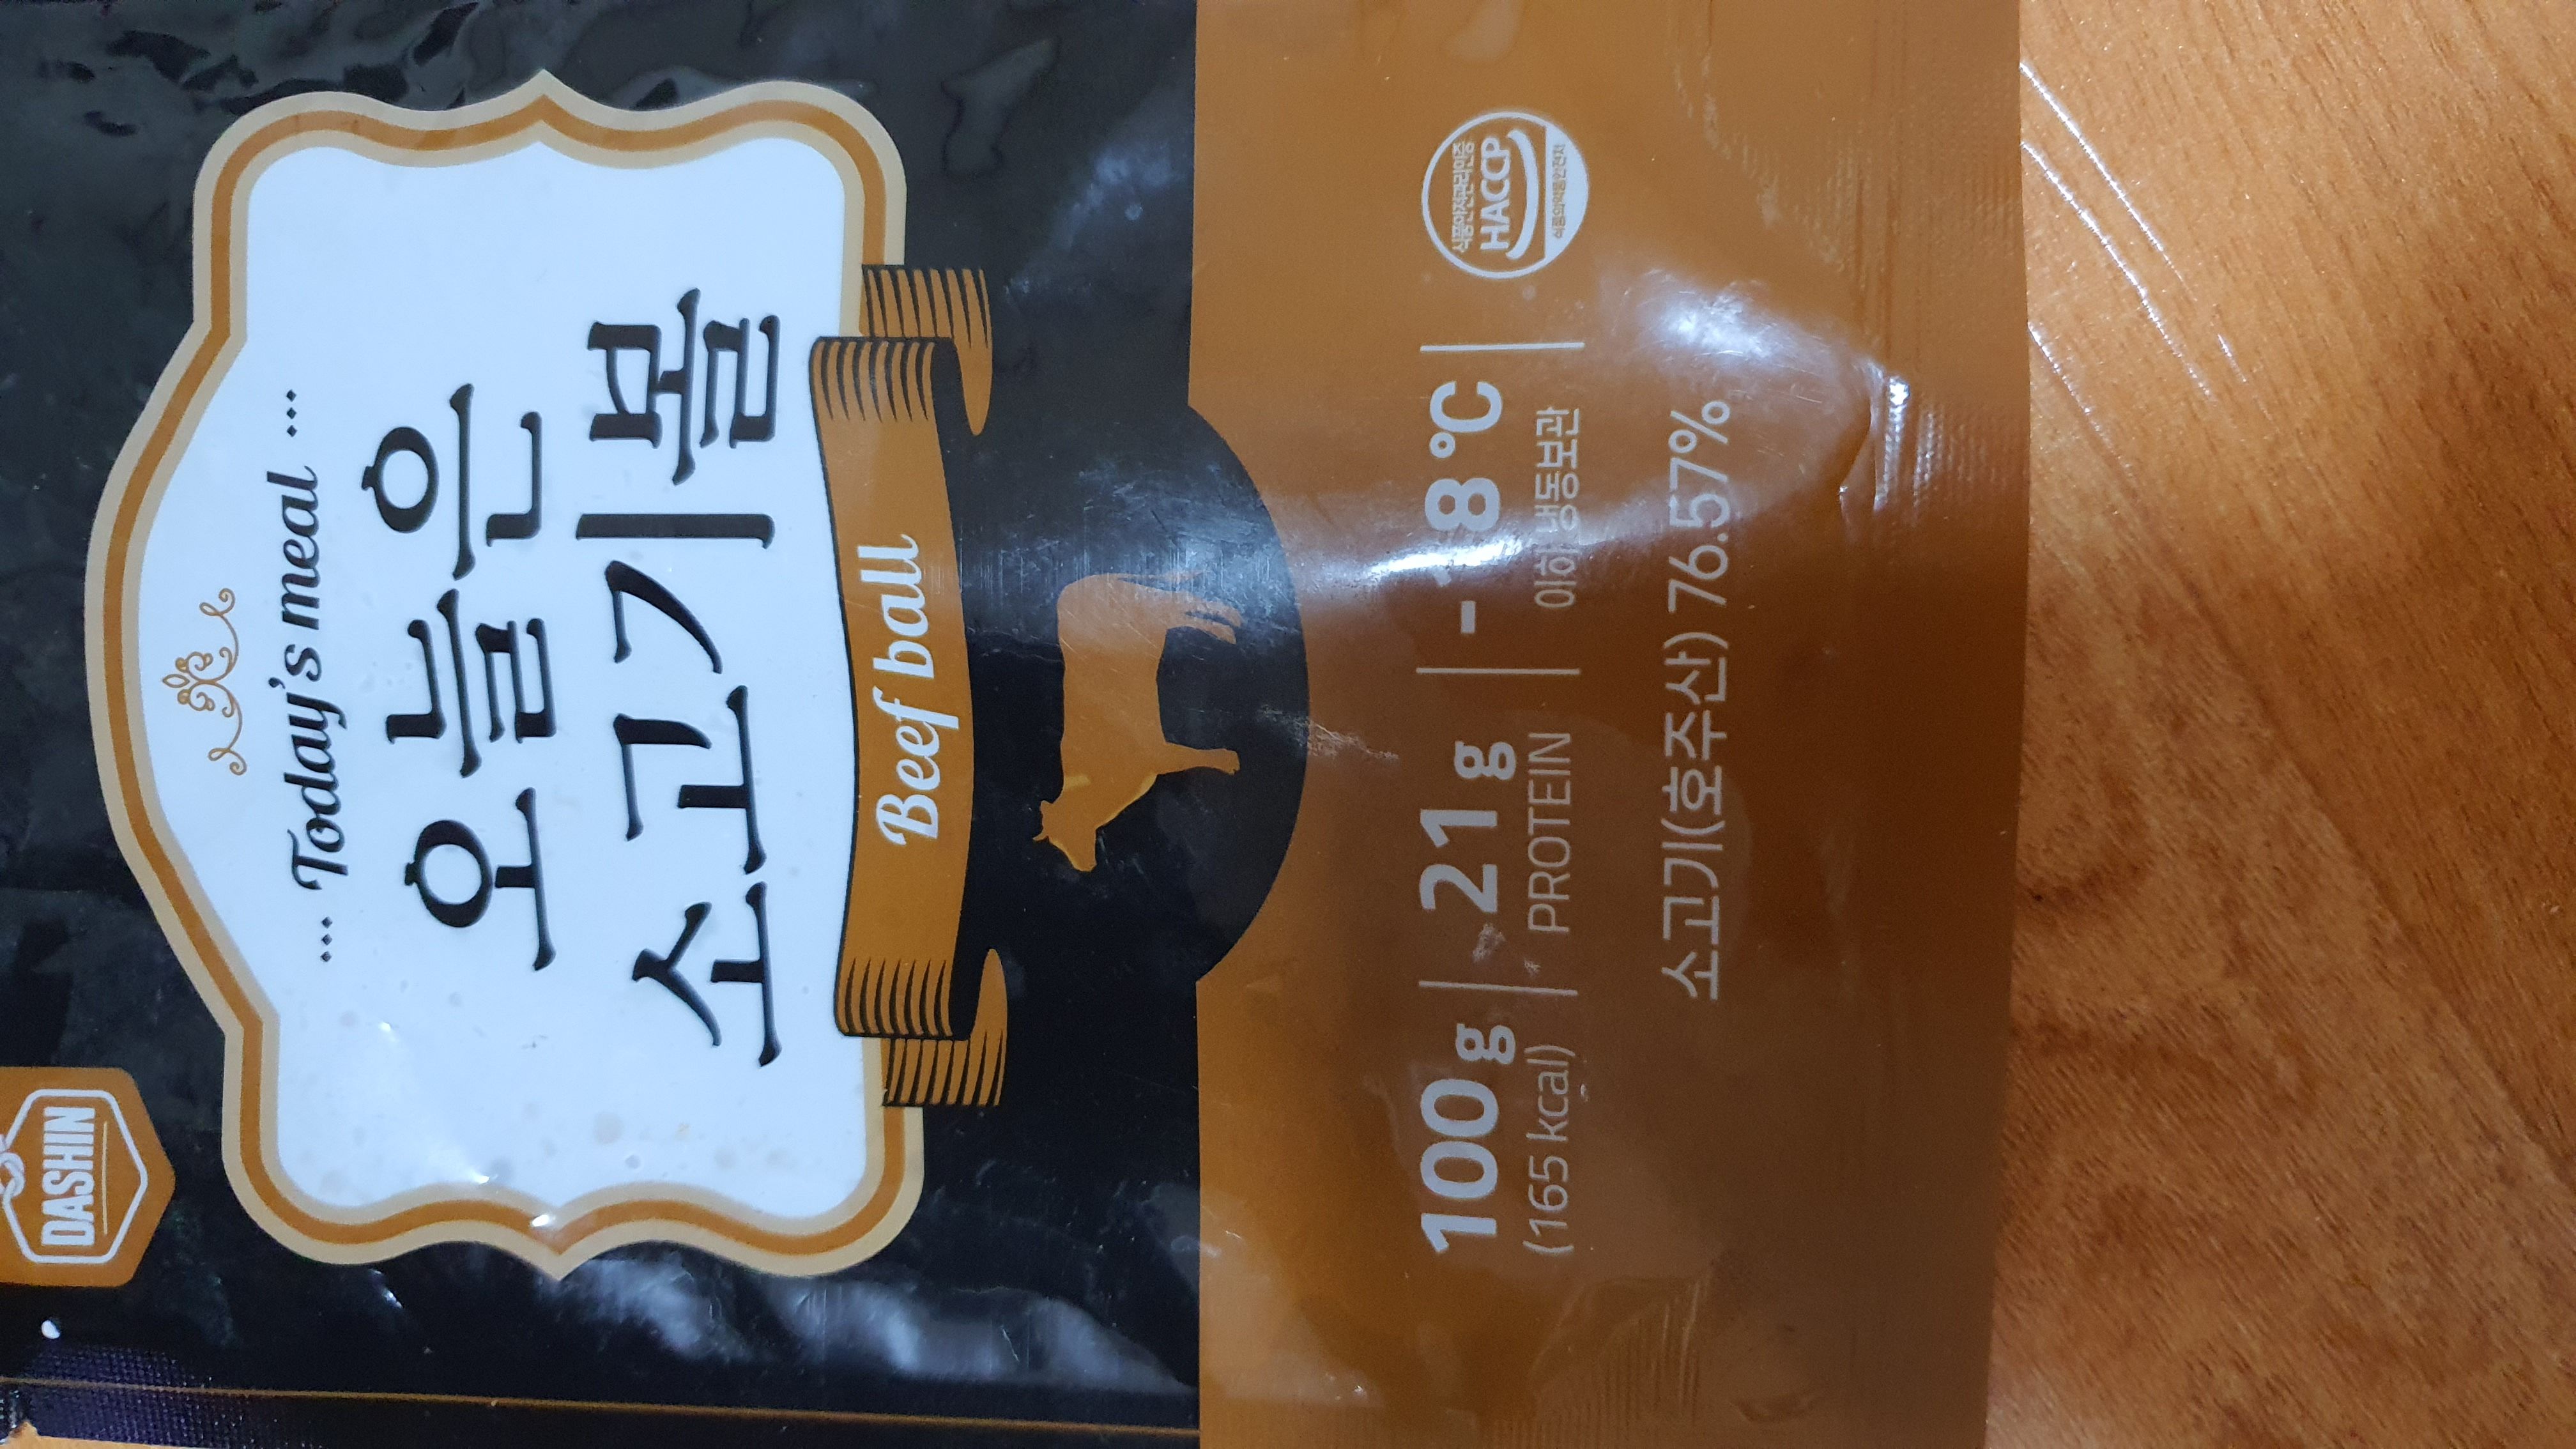 DASHIN
... Today's meal ...
오늘은
소고기볼
Beef ball
100 g | 21 g | -18℃ |
(165 kcal) PROTEIN 이하 냉동보관
식품안전관리인증
HACCP
식품의약품안전처
소고기(호주산) 76.57%